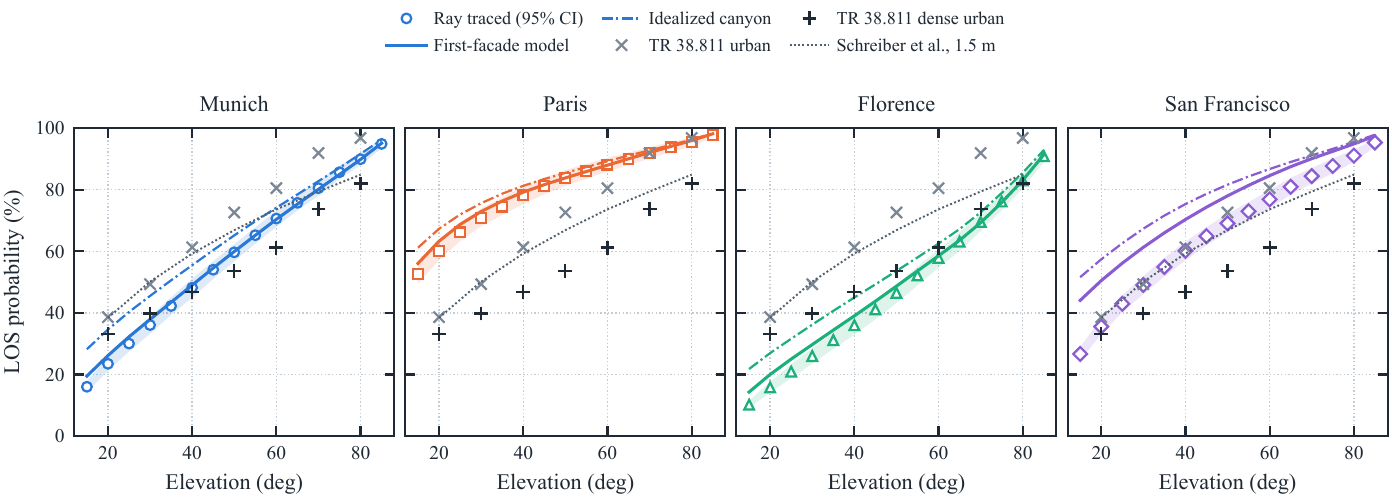 Ray traced (95% CI) Idealized canyon TR 38.811 dense urban
First-facade model TR 38.811 urban Schreiber et al., 1.5 m
Munich Paris Florence San Francisco
100
80
60
40
20
0
LOS probability (%)
20 40 60 80 20 40 60 80 20 40 60 80 20 40 60 80
Elevation (deg) Elevation (deg) Elevation (deg) Elevation (deg)